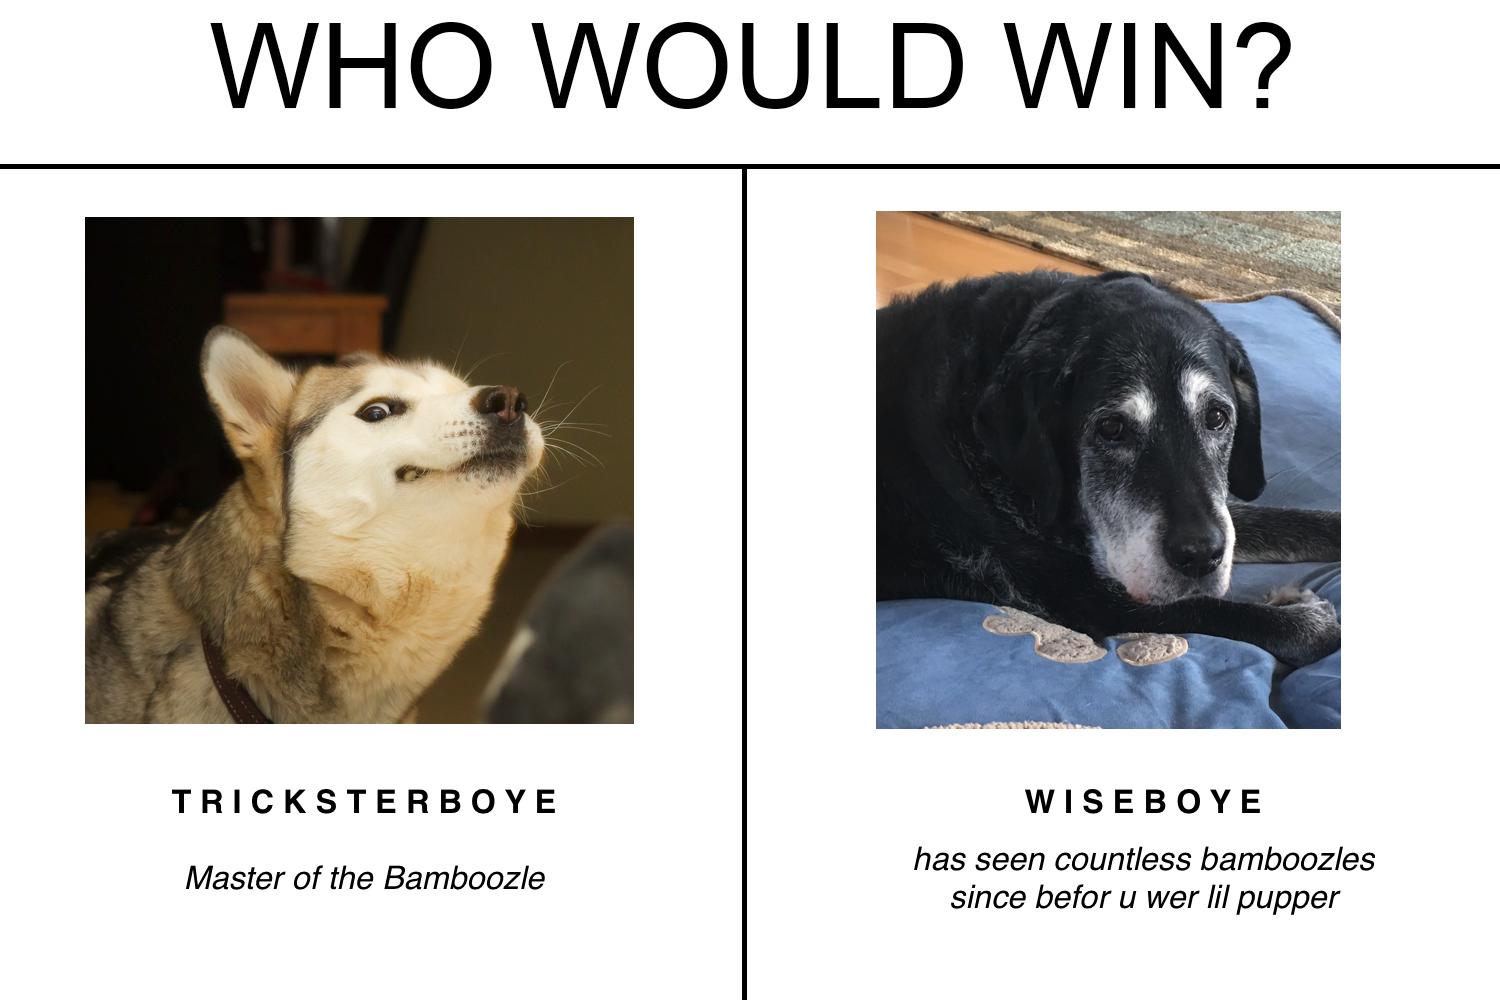 WHO WOULD WIN?
TRICKSTERBOYE
Master of the Bamboozle
WISEBOYE
has seen countless bamboozles
since befor u wer lil pupper